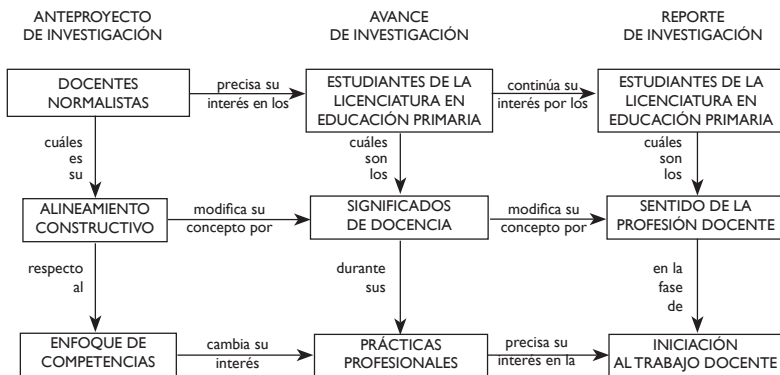 ANTEPROYECTO
DE INVESTIGACIÓN
AVANCE
DE INVESTIGACIÓN
REPORTE
DE INVESTIGACIÓN
DOCENTES
NORMALISTAS
precisa su
interés en los
ESTUDIANTES DE LA
LICENCIATURA EN
EDUCACIÓN PRIMARIA
continúa su
interés por los
ESTUDIANTES DE LA
LICENCIATURA EN
EDUCACIÓN PRIMARIA
cuáles
es
su
cuáles
son
los
cuáles
son
los
ALINEAMIENTO
CONSTRUCTIVO
modifica su
concepto por
SIGNIFICADOS
DE DOCENCIA
modifica su
concepto por
SENTIDO DE LA
PROFESIÓN DOCENTE
respecto
al
durante
sus
en la
fase
de
ENFOQUE DE
COMPETENCIAS
cambia su
interés
PRÁCTICAS
PROFESIONALES
precisa su
interés en la
INICIACIÓN
AL TRABAJO DOCENTE